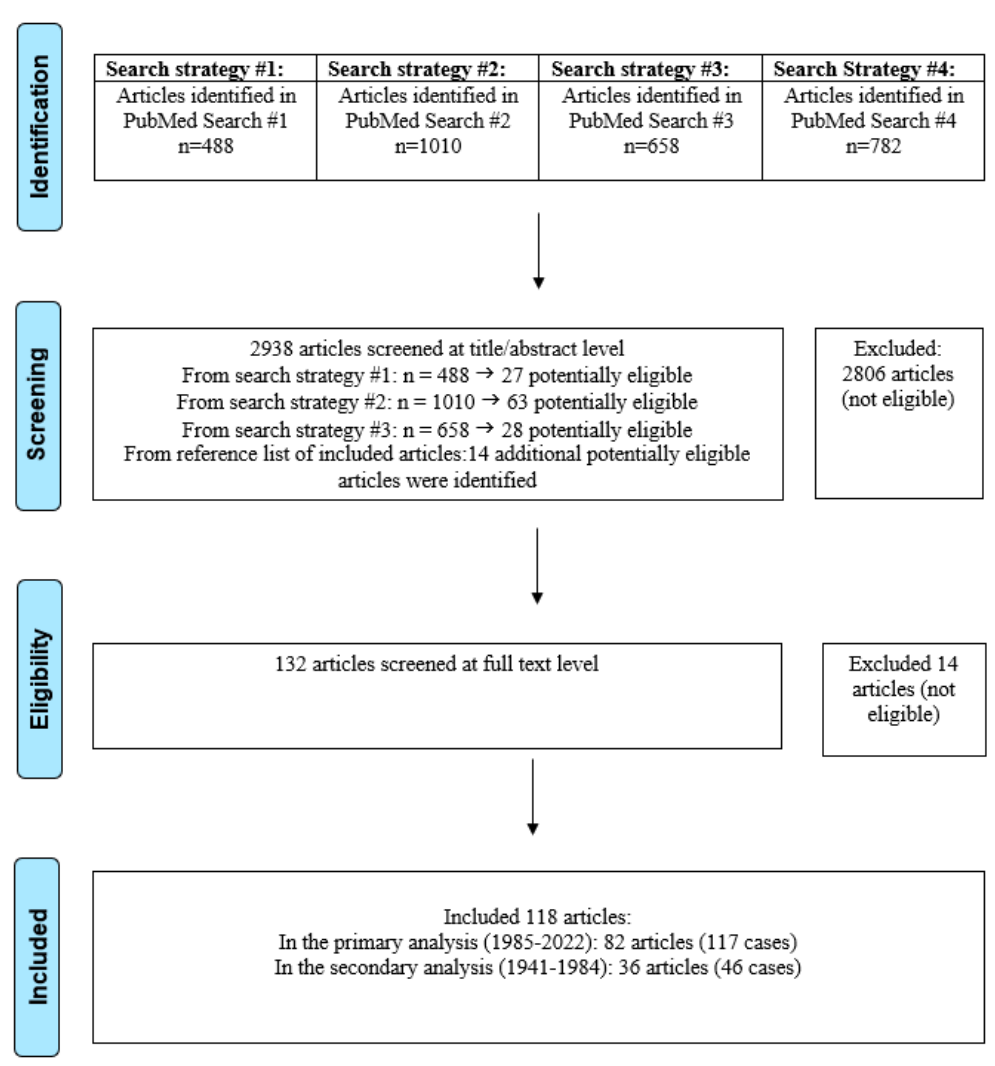 Identification
Search strategy #1:
Articles identified in
PubMed Search #1
n=488
Search strategy #2:
Articles identified in
PubMed Search #2
n=1010
Search strategy #3:
Articles identified in
PubMed Search #3
n=658
Search Strategy #4:
Articles identified in
PubMed Search #4
n=782
Screening
2938 articles screened at title/abstract level
From search strategy #1: n = 488 → 27 potentially eligible
From search strategy #2: n = 1010 → 63 potentially eligible
From search strategy #3: n = 658 → 28 potentially eligible
From reference list of included articles:14 additional potentially eligible
articles were identified
Excluded:
2806 articles
(not eligible)
Eligibility
132 articles screened at full text level
Excluded 14
articles (not
eligible)
Included
Included 118 articles:
In the primary analysis (1985-2022): 82 articles (117 cases)
In the secondary analysis (1941-1984): 36 articles (46 cases)